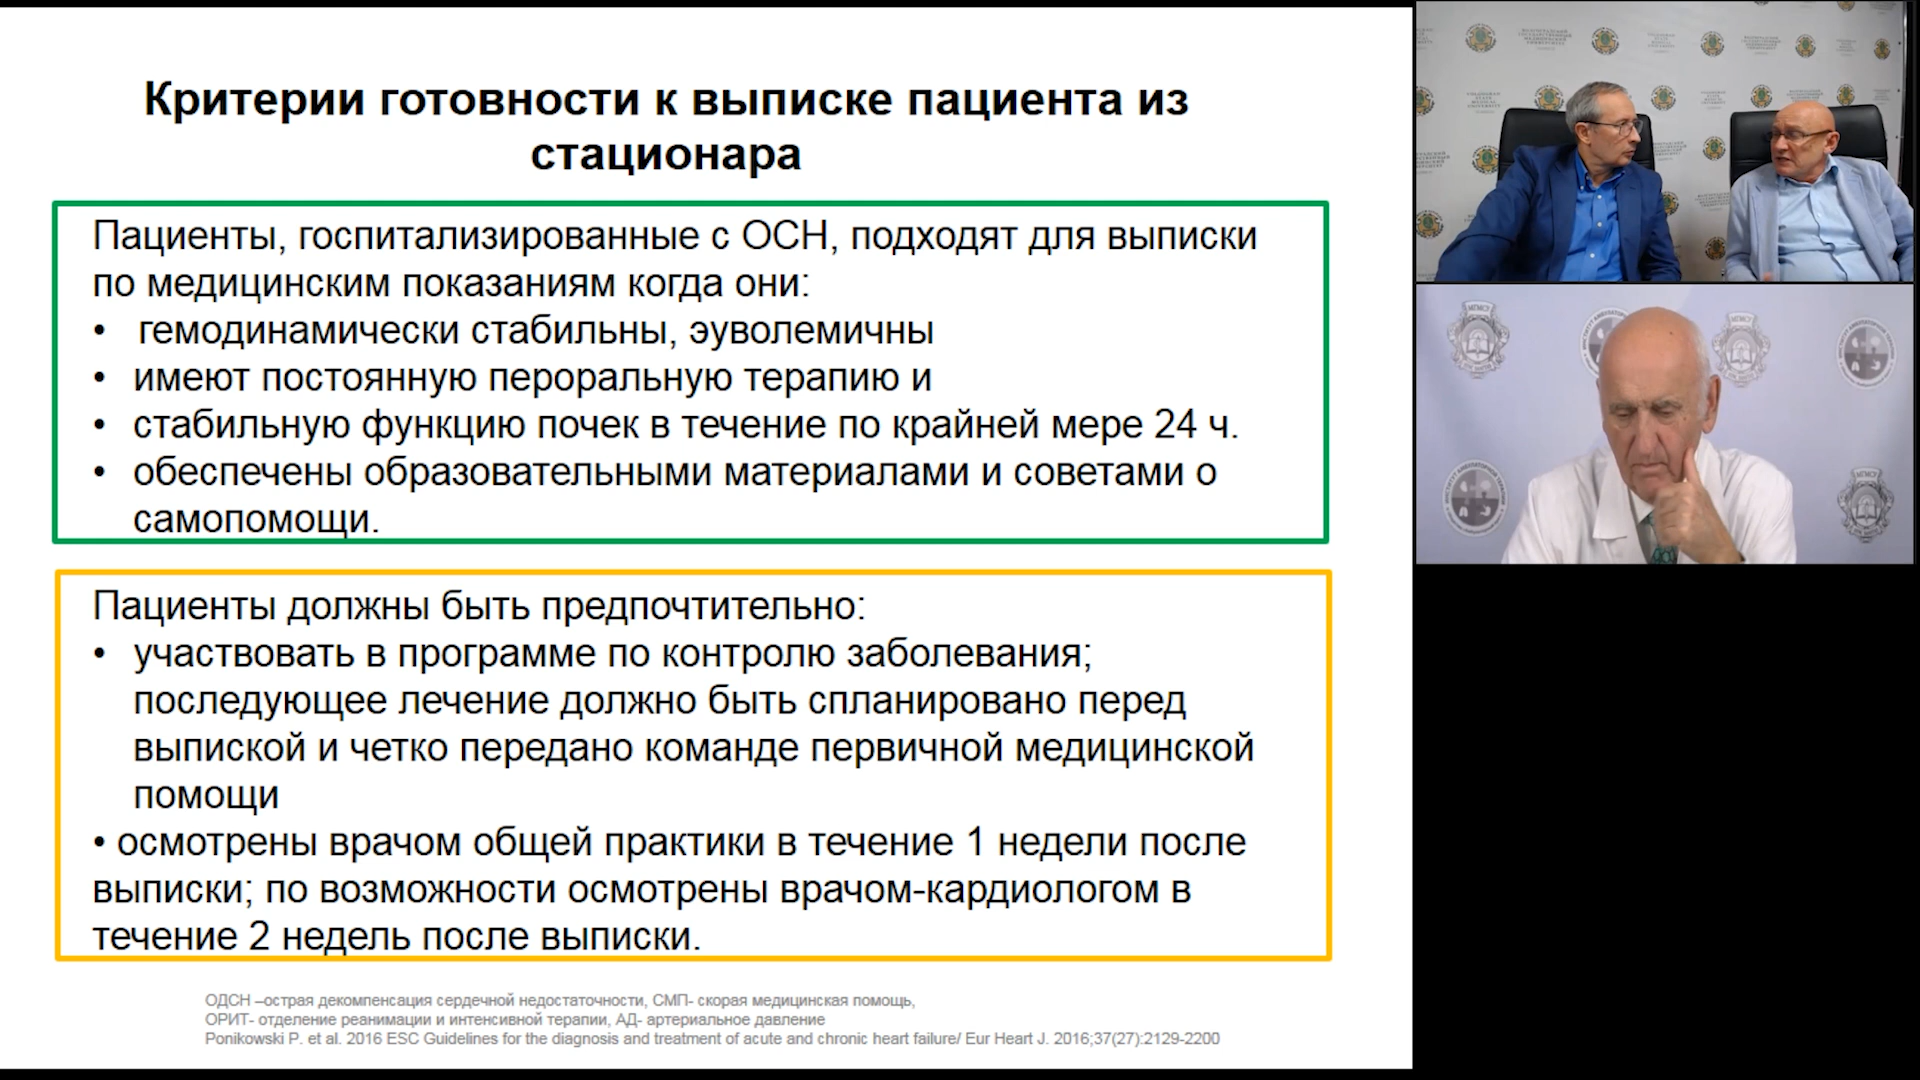 Критерии готовности к выписке пациента из
стационара
Пациенты, госпитализированные с ОСН, подходят для выписки
по медицинским показаниям когда они:
• гемодинамически стабильны, эуволемичны
• имеют постоянную пероральную терапию и
• стабильную функцию почек в течение по крайней мере 24 ч.
• обеспечены образовательными материалами и советами о
самопомощи.
Пациенты должны быть предпочтительно:
• участвовать в программе по контролю заболевания;
последующее лечение должно быть спланировано перед
выпиской и четко передано команде первичной медицинской
помощи
• осмотрены врачом общей практики в течение 1 недели после
выписки; по возможности осмотрены врачом-кардиологом в
течение 2 недель после выписки.
ОДСН –острая декомпенсация сердечной недостаточности, СМП- скорая медицинская помощь,
ОРИТ- отделение реанимации и интенсивной терапии, АД- артериальное давление
Ponikowski P. et al. 2016 ESC Guidelines for the diagnosis and treatment of acute and chronic heart failure/ Eur Heart J. 2016;37(27):2129-2200